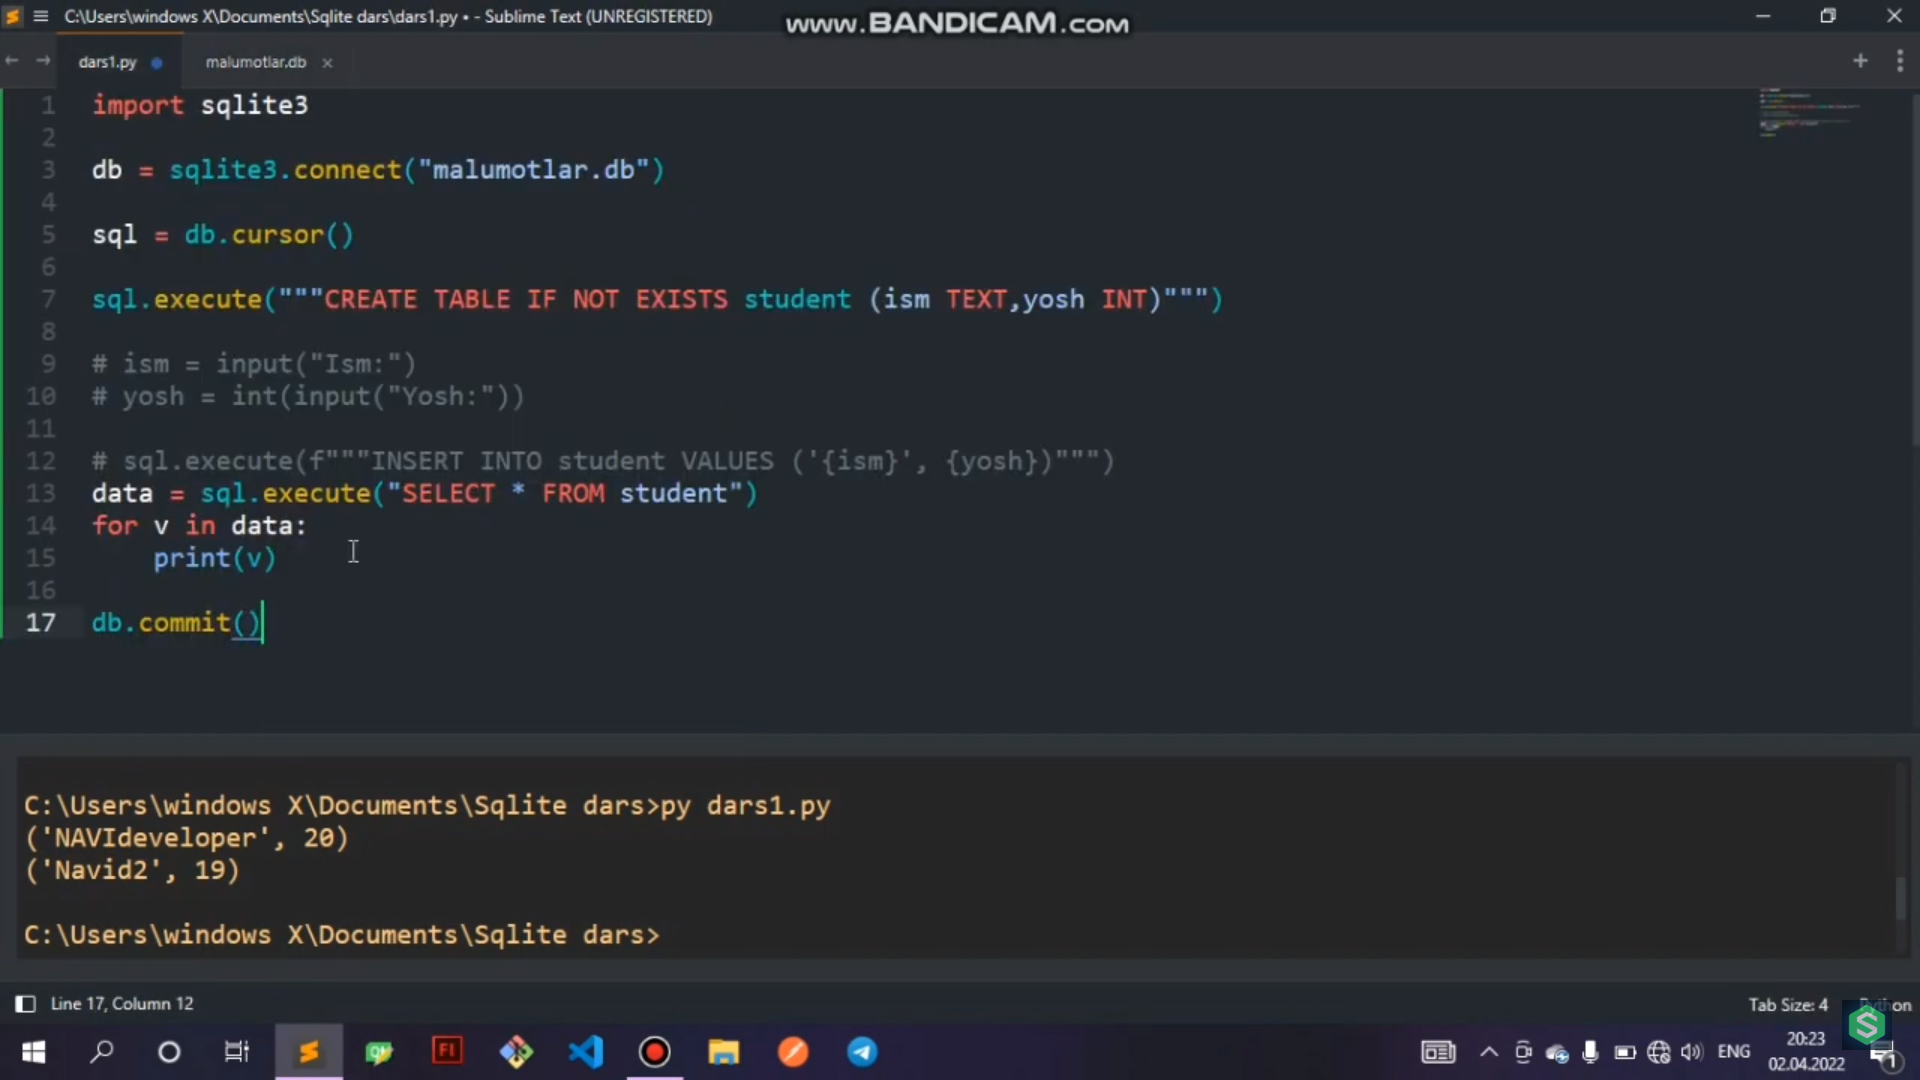 C:\Users\windows X\Documents\Sqlite dars\dars1.py • - Sublime Text (UNREGISTERED)
www.BANDICAM.com
dars1.py
malumotlar.db
1 import sqlite3
2
3 db = sqlite3.connect("malumotlar.db")
4
5 sql = db.cursor()
6
7 sql.execute("""CREATE TABLE IF NOT EXISTS student (ism TEXT,yosh INT)""")
8
9 # ism = input("Ism:")
10 # yosh = int(input("Yosh:"))
11
12 # sql.execute(f"""INSERT INTO student VALUES ('{ism}', {yosh})""")
13 data = sql.execute("SELECT * FROM student")
14 for v in data:
15     print(v)
16
17 db.commit()
C:\Users\windows X\Documents\Sqlite dars>py dars1.py
('NAVIdeveloper', 20)
('Navid2', 19)
C:\Users\windows X\Documents\Sqlite dars>
Line 17, Column 12
Tab Size: 4
Python
ENG
20:23
02.04.2022
1